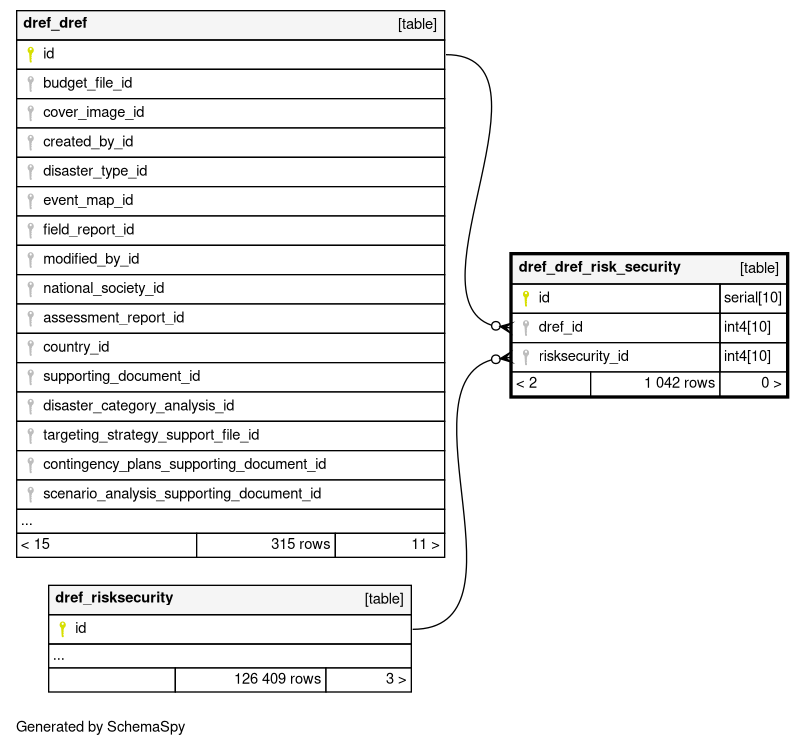 dref_dref [table]
id
budget_file_id
cover_image_id
created_by_id
disaster_type_id
event_map_id
field_report_id
modified_by_id
national_society_id
assessment_report_id
country_id
supporting_document_id
disaster_category_analysis_id
targeting_strategy_support_file_id
contingency_plans_supporting_document_id
scenario_analysis_supporting_document_id
...
< 15 315 rows 11 >
dref_dref_risk_security [table]
id serial[10]
dref_id int4[10]
risksecurity_id int4[10]
< 2 1 042 rows 0 >
dref_risksecurity [table]
id
...
126 409 rows 3 >
Generated by SchemaSpy